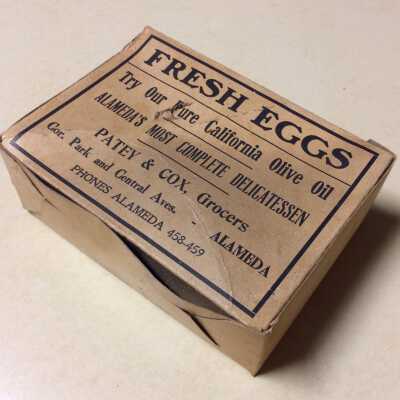 FRESH EGGS
Try Our Pure California Olive Oil
ALAMEDA'S MOST COMPLETE DELICATESSEN
PATEY & COX, Grocers
Cor. Park and Central Aves. ALAMEDA
PHONES ALAMEDA 458-459